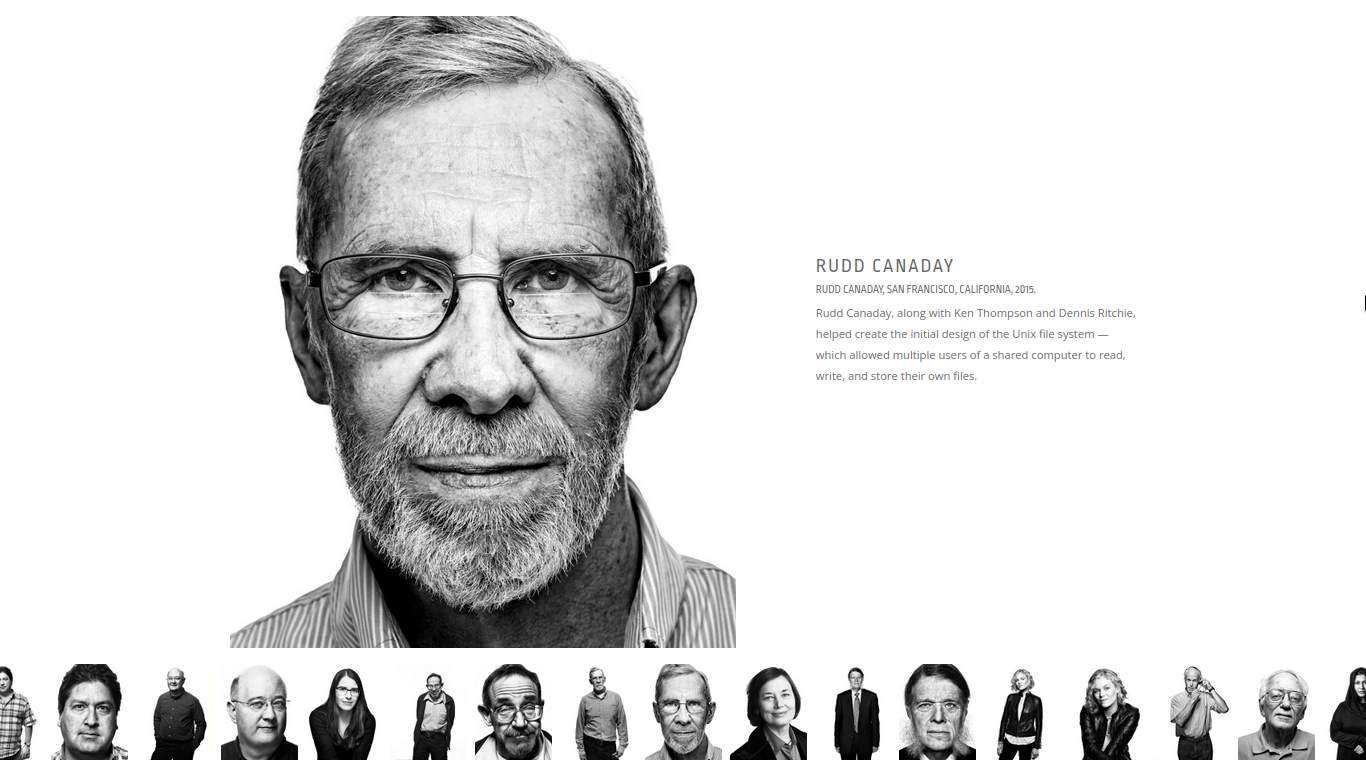 RUDD CANADAY
RUDD CANADAY, SAN FRANCISCO, CALIFORNIA, 2015.
Rudd Canaday, along with Ken Thompson and Dennis Ritchie,
helped create the initial design of the Unix file system —
which allowed multiple users of a shared computer to read,
write, and store their own files.